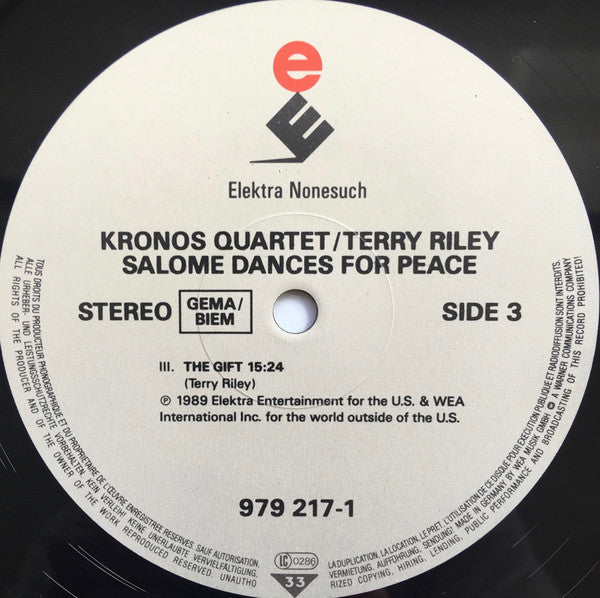 e
Elektra Nonesuch
KRONOS QUARTET/TERRY RILEY
SALOME DANCES FOR PEACE
STEREO
GEMA/
BIEM
SIDE 3
III. THE GIFT 15:24
(Terry Riley)
℗ 1989 Elektra Entertainment for the U.S. & WEA
International Inc. for the world outside of the U.S.
979 217-1
LC 0286
33
TOUS DROITS DU PRODUCTEUR PHONOGRAPHIQUE ET DU PROPRIETAIRE DE L'ŒUVRE ENREGISTREE RESERVES. SAUF AUTORISATION, LA DUPLICATION, LA LOCATION, LE PRET, L'UTILISATION DE CE DISQUE POUR EXECUTION PUBLIQUE ET RADIODIFFUSION SONT INTERDITS.
ALLE URHEBER- UND LEISTUNGSSCHUTZRECHTE VORBEHALTEN. KEIN VERLEIH! KEINE UNERLAUBTE VERVIELFÄLTIGUNG, VERMIETUNG, AUFFÜHRUNG, SENDUNG! MADE IN GERMANY BY WEA MUSIK GMBH A WARNER COMMUNICATIONS COMPANY
ALL RIGHTS OF THE PRODUCER AND OF THE OWNER OF THE WORK REPRODUCED RESERVED. UNAUTHORIZED COPYING, HIRING, LENDING, PUBLIC PERFORMANCE AND BROADCASTING OF THIS RECORD PROHIBITED!